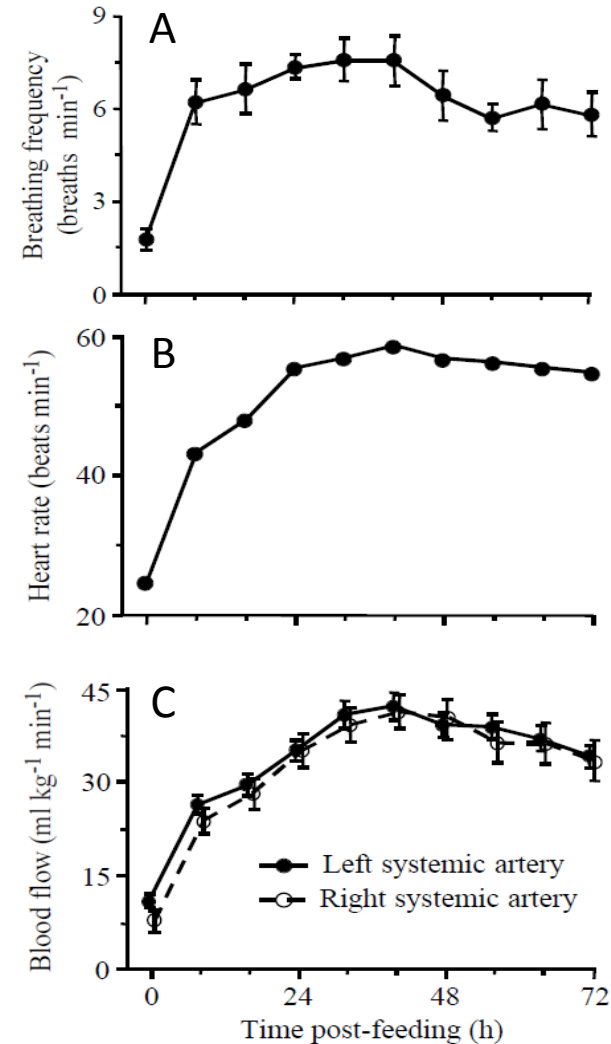 A
Breathing frequency
(breaths min-1)
9
6
3
0
B
Heart rate (beats min-1)
60
40
20
C
Blood flow (ml kg-1 min-1)
45
30
15
0
Left systemic artery
Right systemic artery
0 24 48 72
Time post-feeding (h)